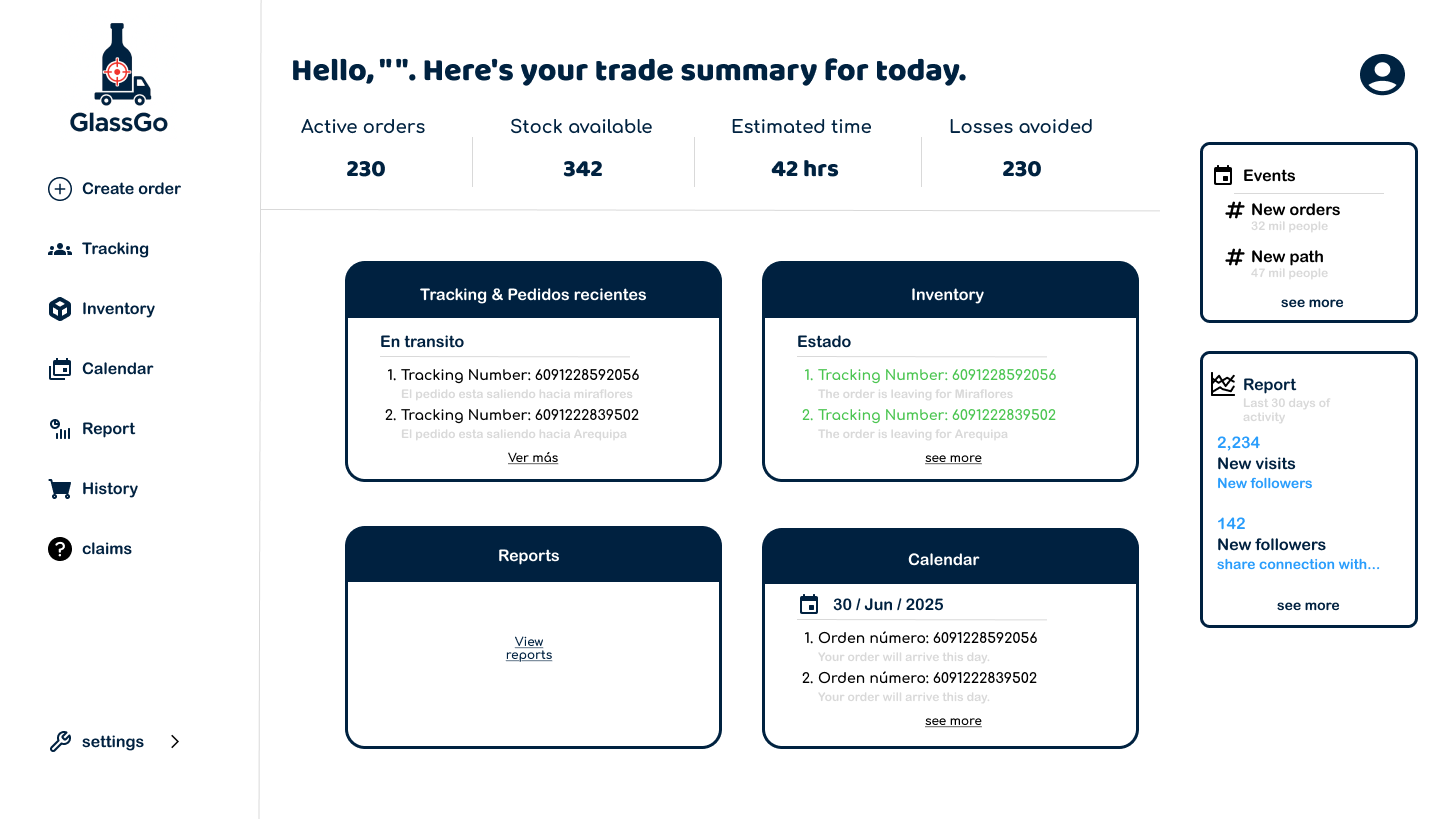 GlassGo
Create order
Tracking
Inventory
Calendar
Report
History
claims
settings
Hello, "". Here's your trade summary for today.
Active orders
230
Stock available
342
Estimated time
42 hrs
Losses avoided
230
Tracking & Pedidos recientes
En transito
1. Tracking Number: 6091228592056
El pedido esta saliendo hacia miraflores
2. Tracking Number: 6091222839502
El pedido esta saliendo hacia Arequipa
Ver más
Inventory
Estado
1. Tracking Number: 6091228592056
The order is leaving for Miraflores
2. Tracking Number: 6091222839502
The order is leaving for Arequipa
see more
Reports
View
reports
Calendar
30 / Jun / 2025
1. Orden número: 6091228592056
Your order will arrive this day.
2. Orden número: 6091222839502
Your order will arrive this day.
see more
Events
# New orders
32 mil people
# New path
47 mil people
see more
Report
Last 30 days of
activity
2,234
New visits
New followers
142
New followers
share connection with...
see more